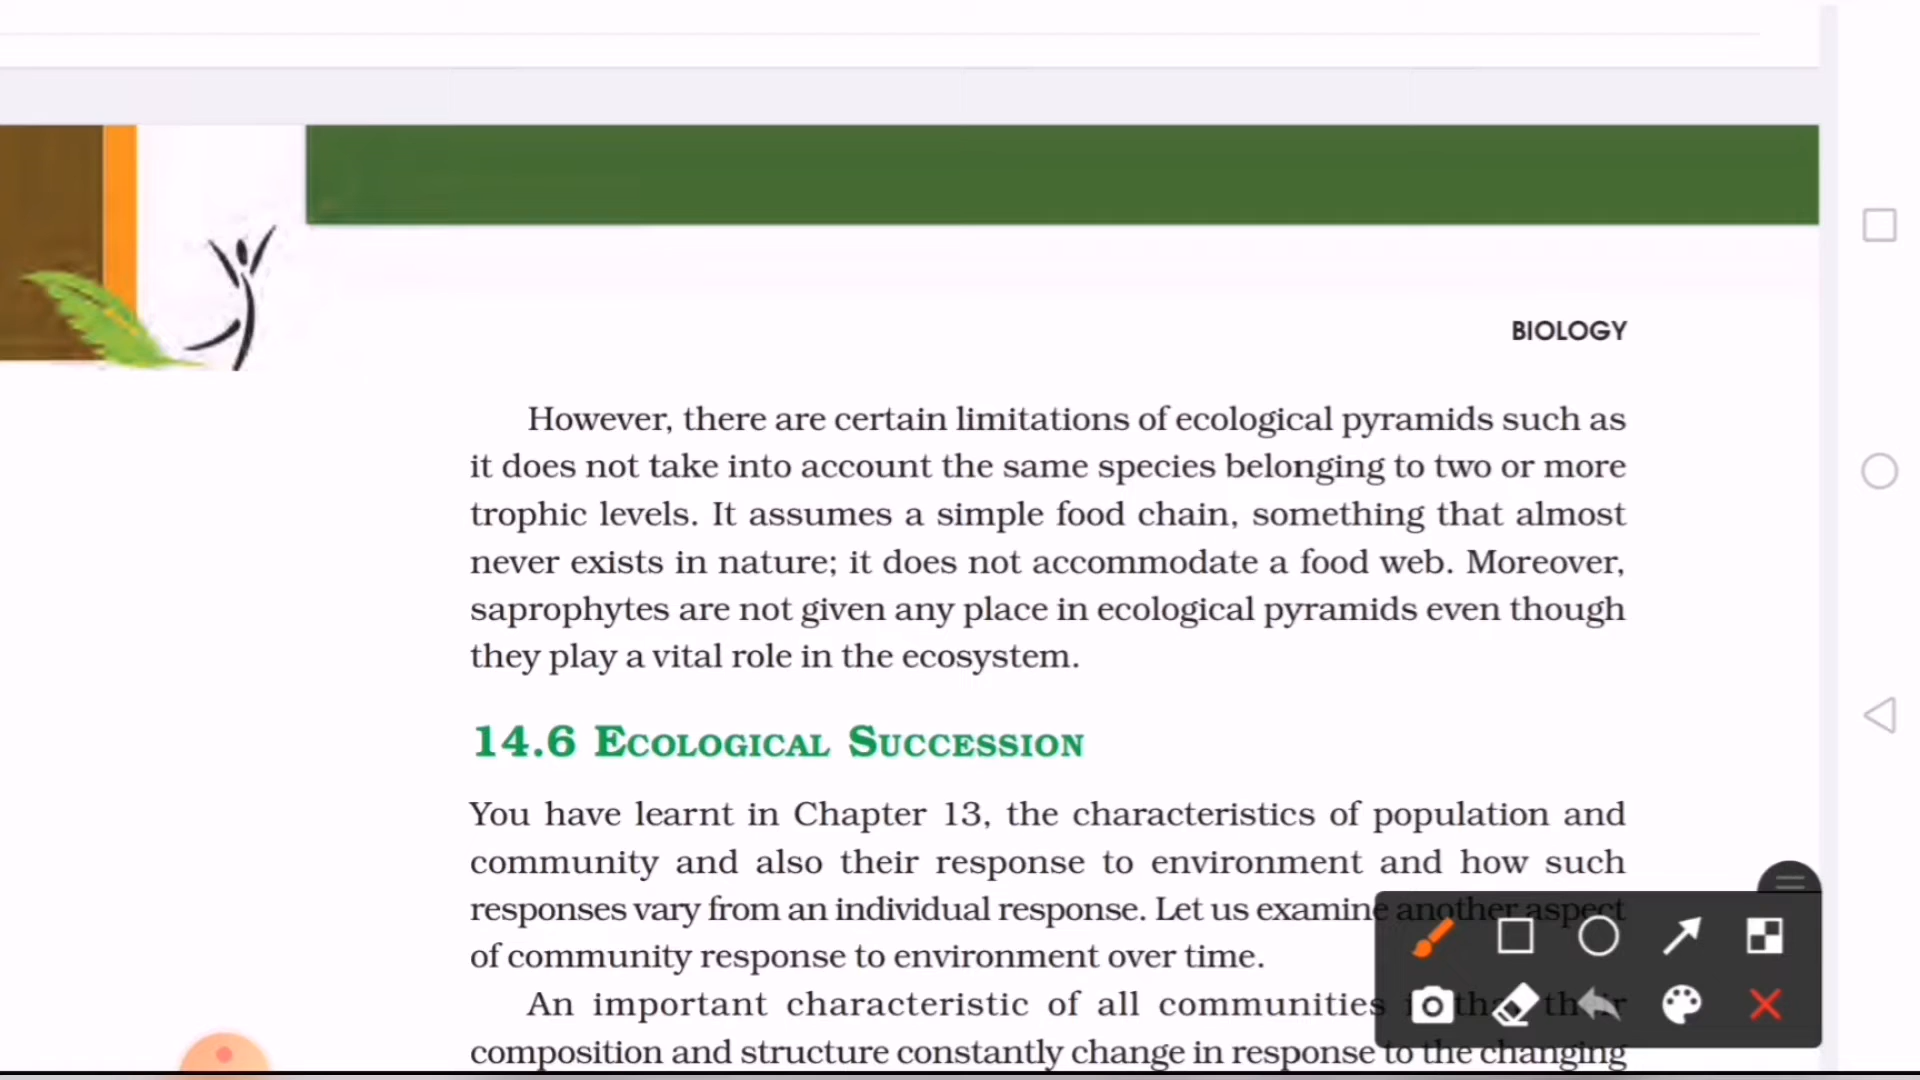 BIOLOGY
However, there are certain limitations of ecological pyramids such as
it does not take into account the same species belonging to two or more
trophic levels. It assumes a simple food chain, something that almost
never exists in nature; it does not accommodate a food web. Moreover,
saprophytes are not given any place in ecological pyramids even though
they play a vital role in the ecosystem.
14.6 ECOLOGICAL SUCCESSION
You have learnt in Chapter 13, the characteristics of population and
community and also their response to environment and how such
responses vary from an individual response. Let us examine another aspect
of community response to environment over time.
An important characteristic of all communities is that their
composition and structure constantly change in response to the changing